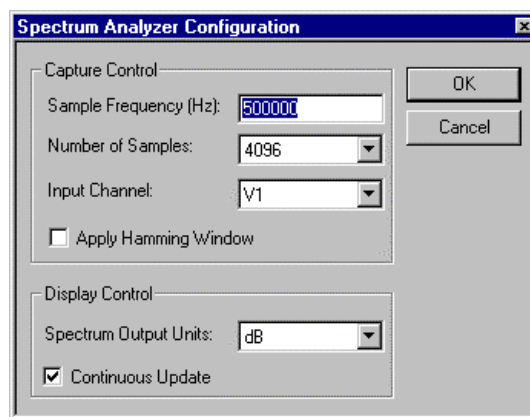 Spectrum Analyzer Configuration
Capture Control
Sample Frequency (Hz): 500000
Number of Samples: 4096
Input Channel: V1
Apply Hamming Window
Display Control
Spectrum Output Units: dB
Continuous Update
OK
Cancel